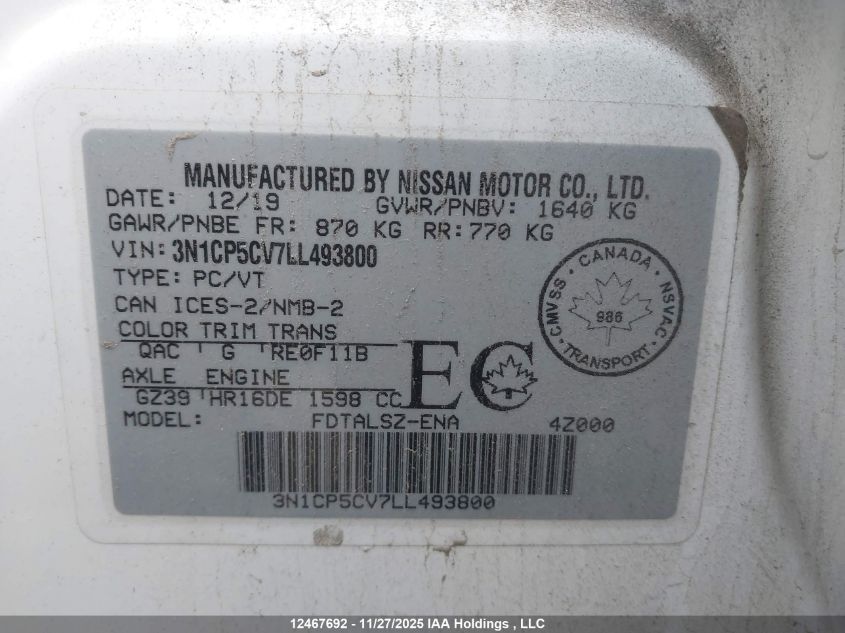 MANUFACTURED BY NISSAN MOTOR CO., LTD.
DATE: 12/19 GVWR/PNBV: 1640 KG
GAWR/PNBE FR: 870 KG RR: 770 KG
VIN: 3N1CP5CV7LL493800
TYPE: PC/VT
CAN ICES-2/NMB-2
COLOR TRIM TRANS
QAC G RE0F11B
AXLE ENGINE
GZ39 HR16DE 1598 CC
EC
MODEL: FDTALSZ-ENA 4Z000
3N1CP5CV7LL493800
CANADA
CMVSS
NSVAC
986
TRANSPORT
12467692 - 11/27/2025 IAA Holdings , LLC